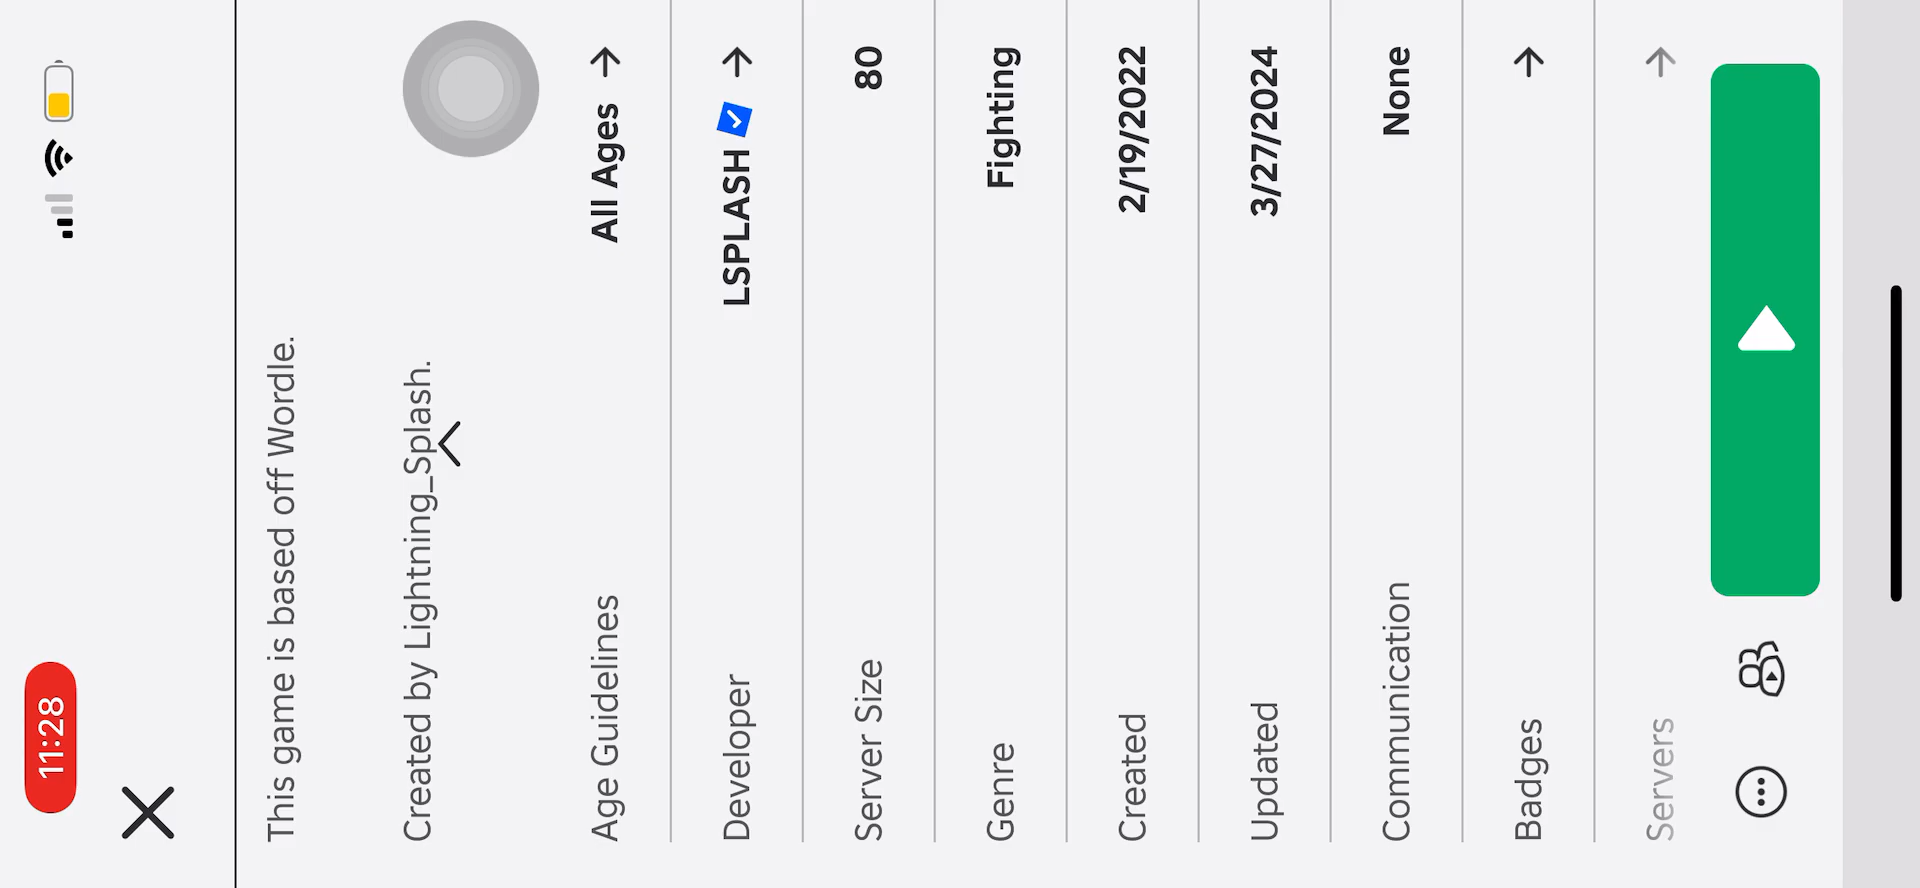 11:28
This game is based off Wordle.
Created by Lightning_Splash.
Age Guidelines All Ages
Developer LSPLASH
Server Size 80
Genre Fighting
Created 2/19/2022
Updated 3/27/2024
Communication None
Badges
Servers